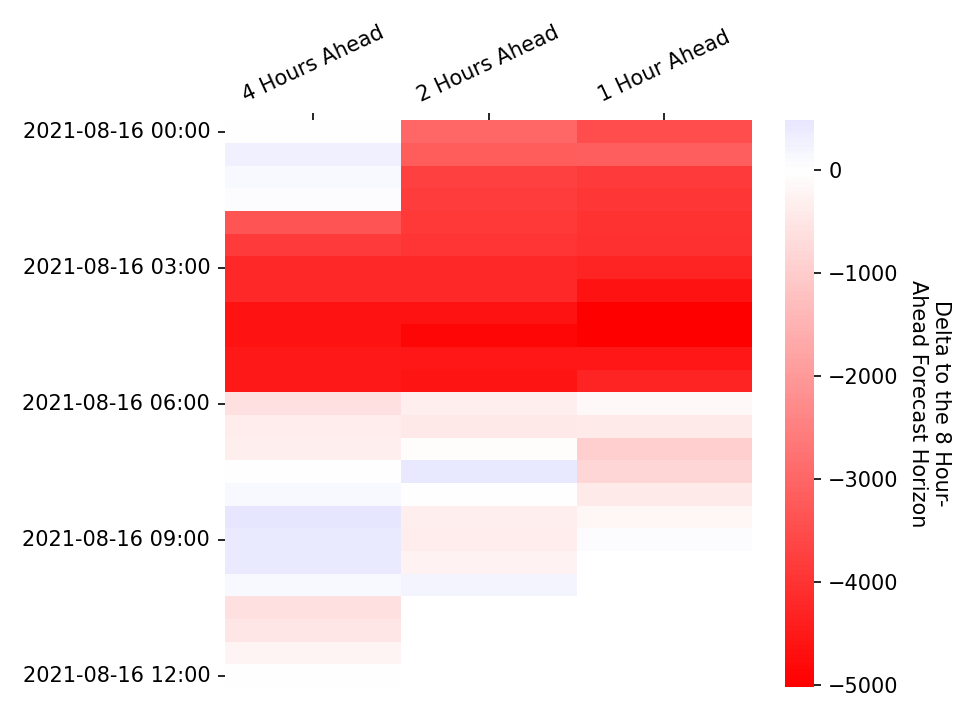 4 Hours Ahead
2 Hours Ahead
1 Hour Ahead
2021-08-16 00:00
2021-08-16 03:00
2021-08-16 06:00
2021-08-16 09:00
2021-08-16 12:00
0
−1000
−2000
−3000
−4000
−5000
Delta to the 8 Hour-
Ahead Forecast Horizon